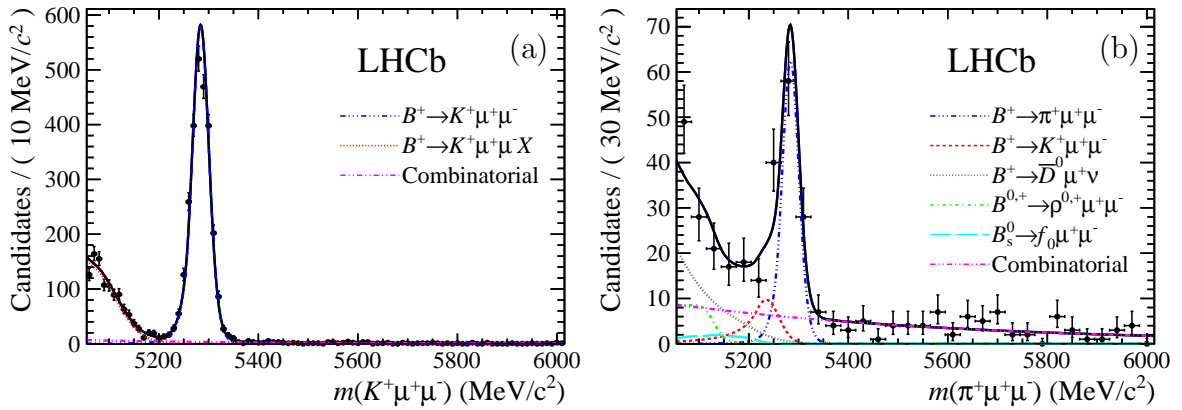 Candidates / ( 10 MeV/c²)
600
500
400
300
200
100
0
LHCb
(a)
B⁺→K⁺μ⁺μ⁻
B⁺→K⁺μ⁺μ⁻X
Combinatorial
5200 5400 5600 5800 6000
m(K⁺μ⁺μ⁻) (MeV/c²)
Candidates / ( 30 MeV/c²)
70
60
50
40
30
20
10
0
LHCb
(b)
B⁺→π⁺μ⁺μ⁻
B⁺→K⁺μ⁺μ⁻
B⁺→D̅⁰μ⁺ν
B⁰,⁺→ρ⁰,⁺μ⁺μ⁻
B⁰ₛ→f₀μ⁺μ⁻
Combinatorial
5200 5400 5600 5800 6000
m(π⁺μ⁺μ⁻) (MeV/c²)